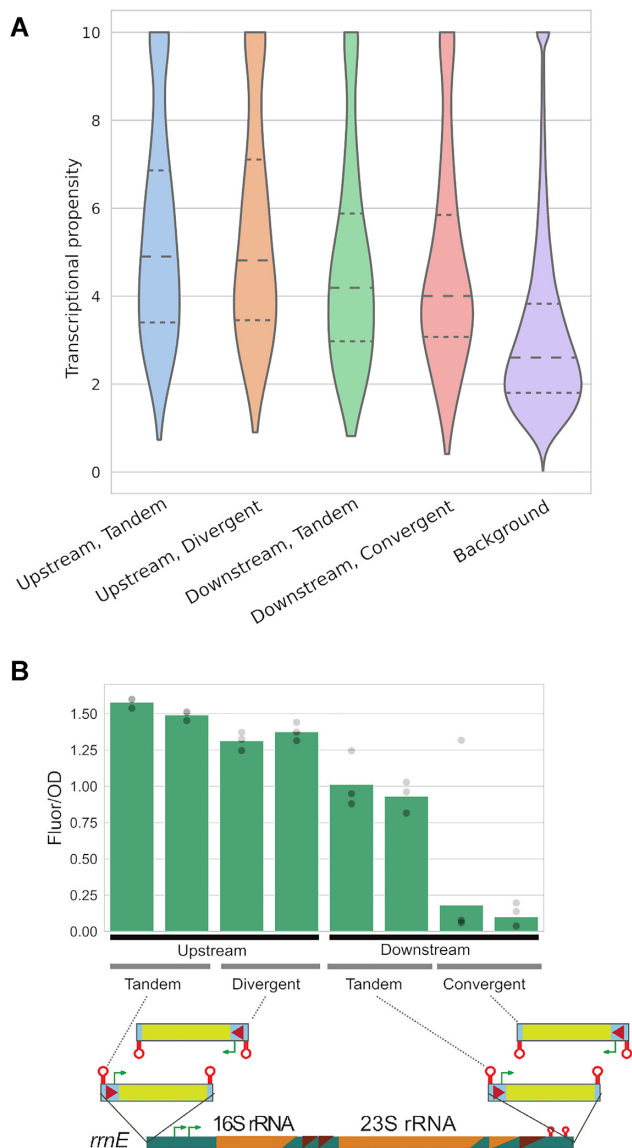 A
10
8
6
4
2
0
Transcriptional propensity
Upstream, Tandem
Upstream, Divergent
Downstream, Tandem
Downstream, Convergent
Background
B
1.50
1.25
1.00
0.75
0.50
0.25
0.00
Fluor/OD
Upstream Downstream
Tandem Divergent Tandem Convergent
16S rRNA 23S rRNA
rrnE